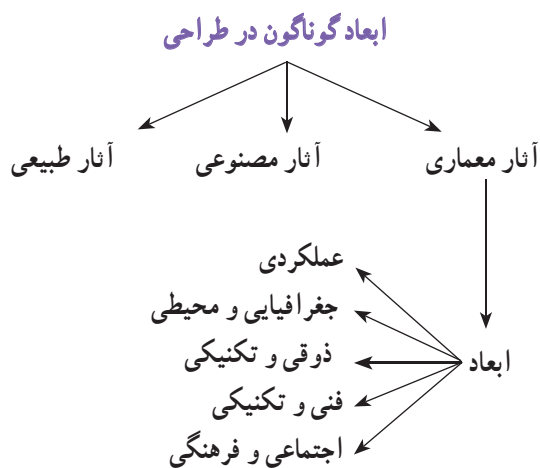 ابعاد گوناگون در طراحی
آثار معماری
آثار مصنوعی
آثار طبیعی
ابعاد
عملکردی
جغرافیایی و محیطی
ذوقی و تکنیکی
فنی و تکنیکی
اجتماعی و فرهنگی